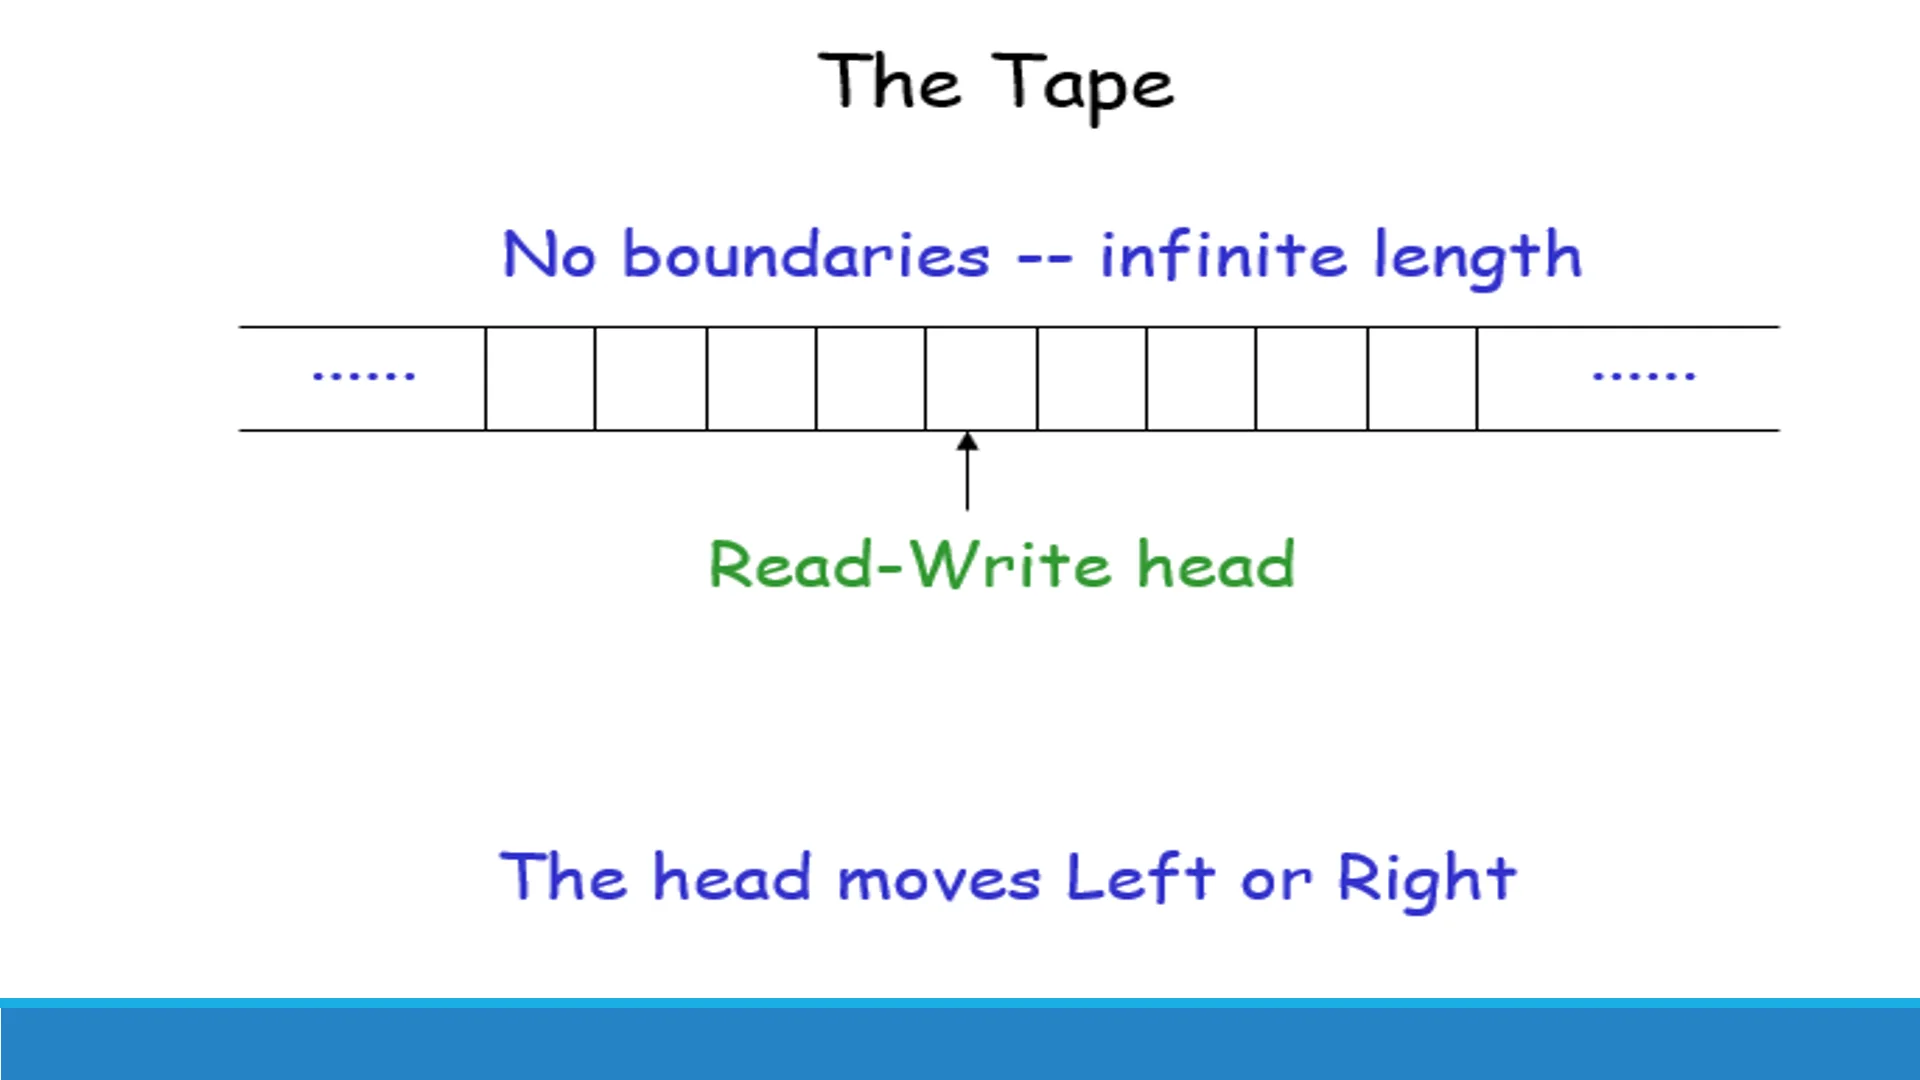 The Tape
No boundaries -- infinite length
...... ......
Read-Write head
The head moves Left or Right